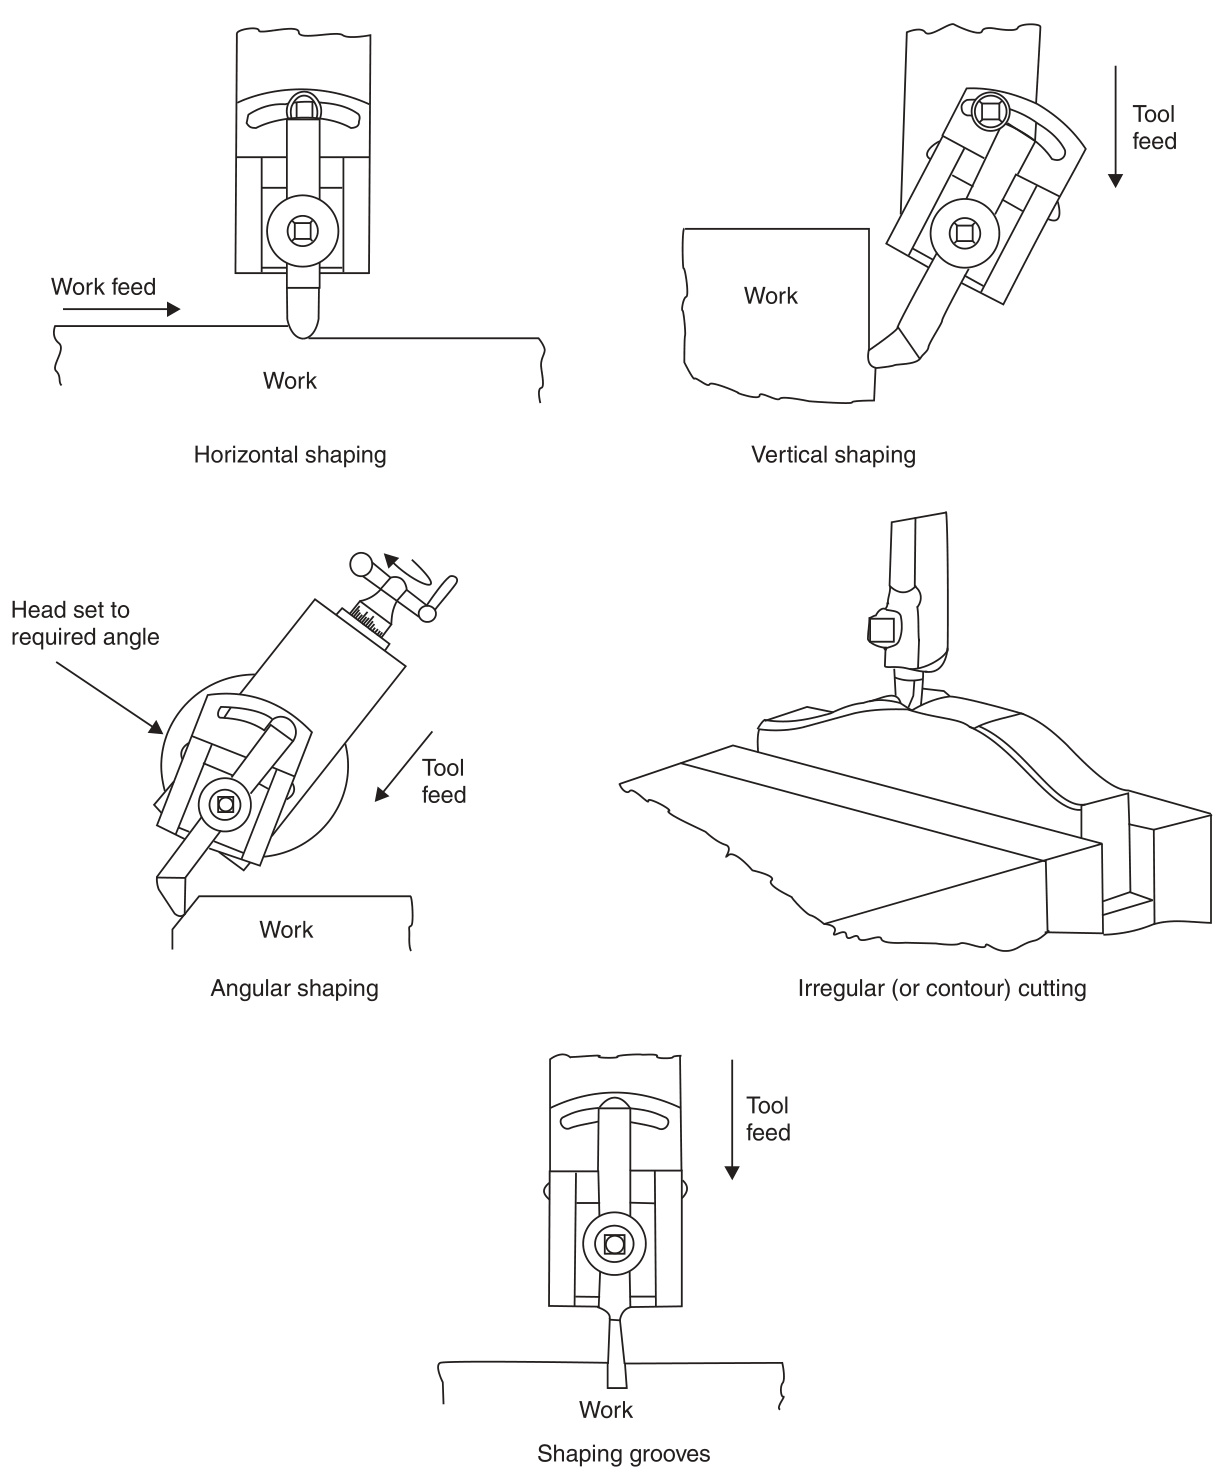 Tool
feed
Work feed
Work
Work
Horizontal shaping
Vertical shaping
Head set to
required angle
Tool
feed
Work
Angular shaping
Irregular (or contour) cutting
Tool
feed
Work
Shaping grooves